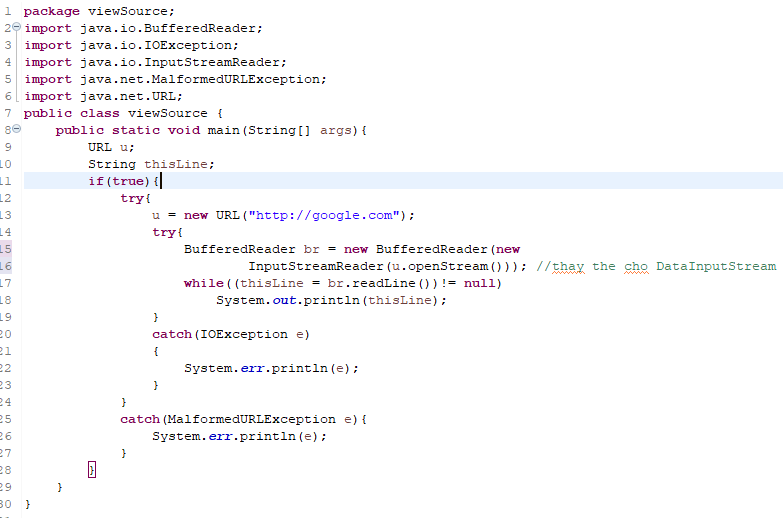 1 package viewSource;
2 import java.io.BufferedReader;
3 import java.io.IOException;
4 import java.io.InputStreamReader;
5 import java.net.MalformedURLException;
6 import java.net.URL;
7 public class viewSource {
8     public static void main(String[] args){
9         URL u;
10         String thisLine;
11         if(true){
12             try{
13                 u = new URL("http://google.com");
14                 try{
15                     BufferedReader br = new BufferedReader(new
16                             InputStreamReader(u.openStream())); //thay the cho DataInputStream
17                     while((thisLine = br.readLine())!= null)
18                         System.out.println(thisLine);
19                 }
20                 catch(IOException e)
21                 {
22                     System.err.println(e);
23                 }
24             }
25             catch(MalformedURLException e){
26                 System.err.println(e);
27             }
28         }
29     }
30 }